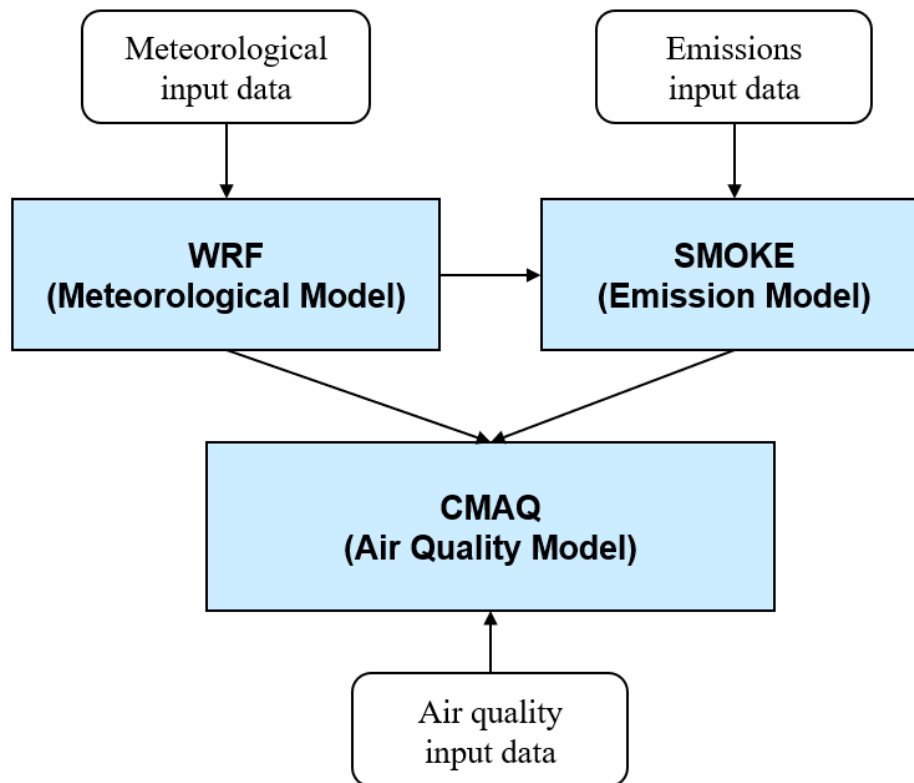 Meteorological
input data
Emissions
input data
WRF
(Meteorological Model)
SMOKE
(Emission Model)
CMAQ
(Air Quality Model)
Air quality
input data